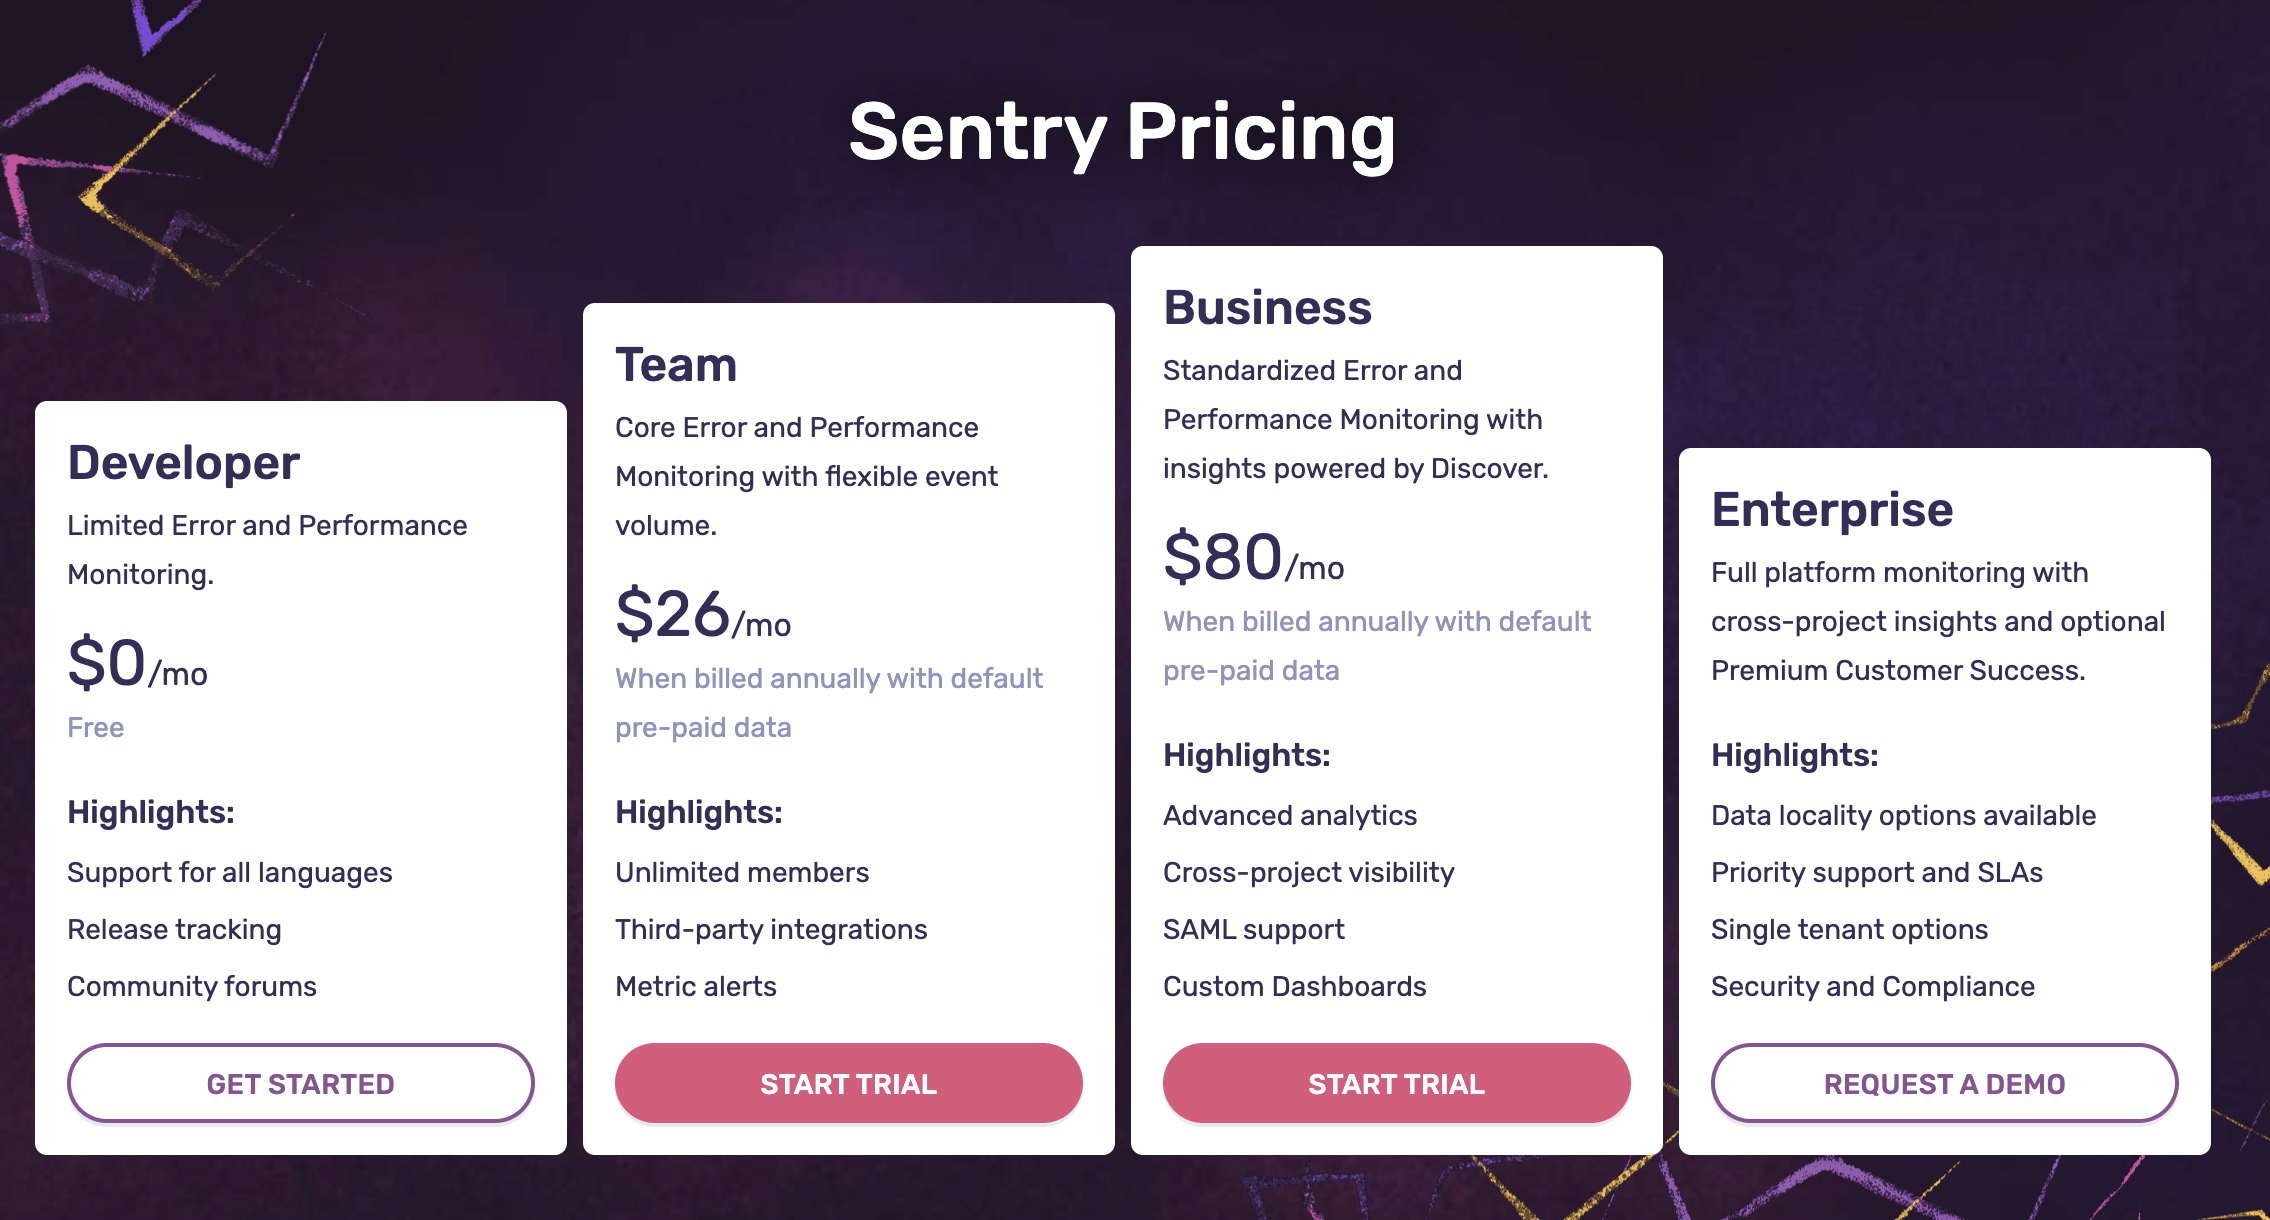 Sentry Pricing
Developer
Limited Error and Performance
Monitoring.
$0/mo
Free
Highlights:
Support for all languages
Release tracking
Community forums
GET STARTED
Team
Core Error and Performance
Monitoring with flexible event
volume.
$26/mo
When billed annually with default
pre-paid data
Highlights:
Unlimited members
Third-party integrations
Metric alerts
START TRIAL
Business
Standardized Error and
Performance Monitoring with
insights powered by Discover.
$80/mo
When billed annually with default
pre-paid data
Highlights:
Advanced analytics
Cross-project visibility
SAML support
Custom Dashboards
START TRIAL
Enterprise
Full platform monitoring with
cross-project insights and optional
Premium Customer Success.
Highlights:
Data locality options available
Priority support and SLAs
Single tenant options
Security and Compliance
REQUEST A DEMO